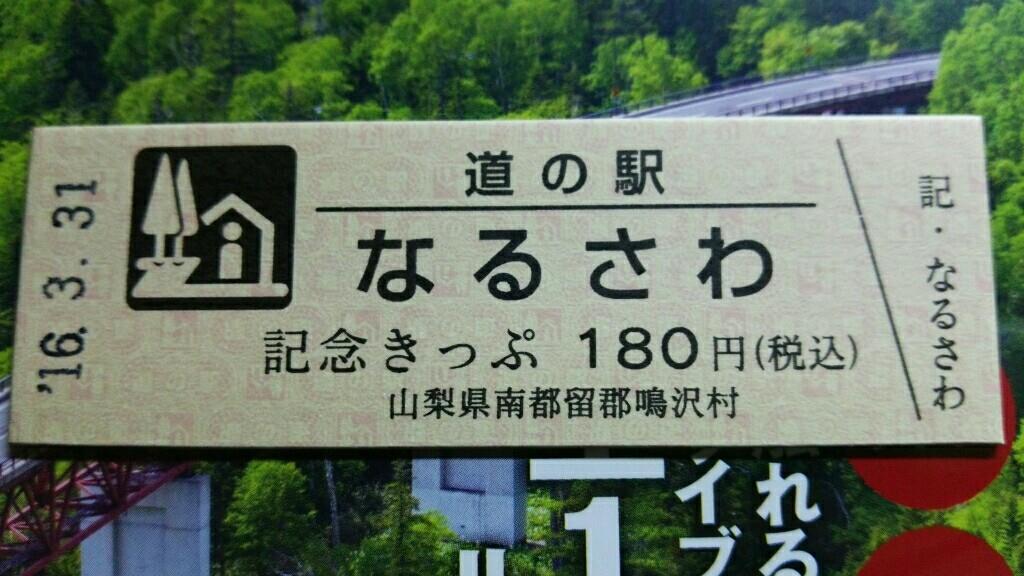 '16. 3. 31
道の駅
なるさわ
記念きっぷ 180円(税込)
山梨県南都留郡鳴沢村
記・なるさわ
れる
イブ
1